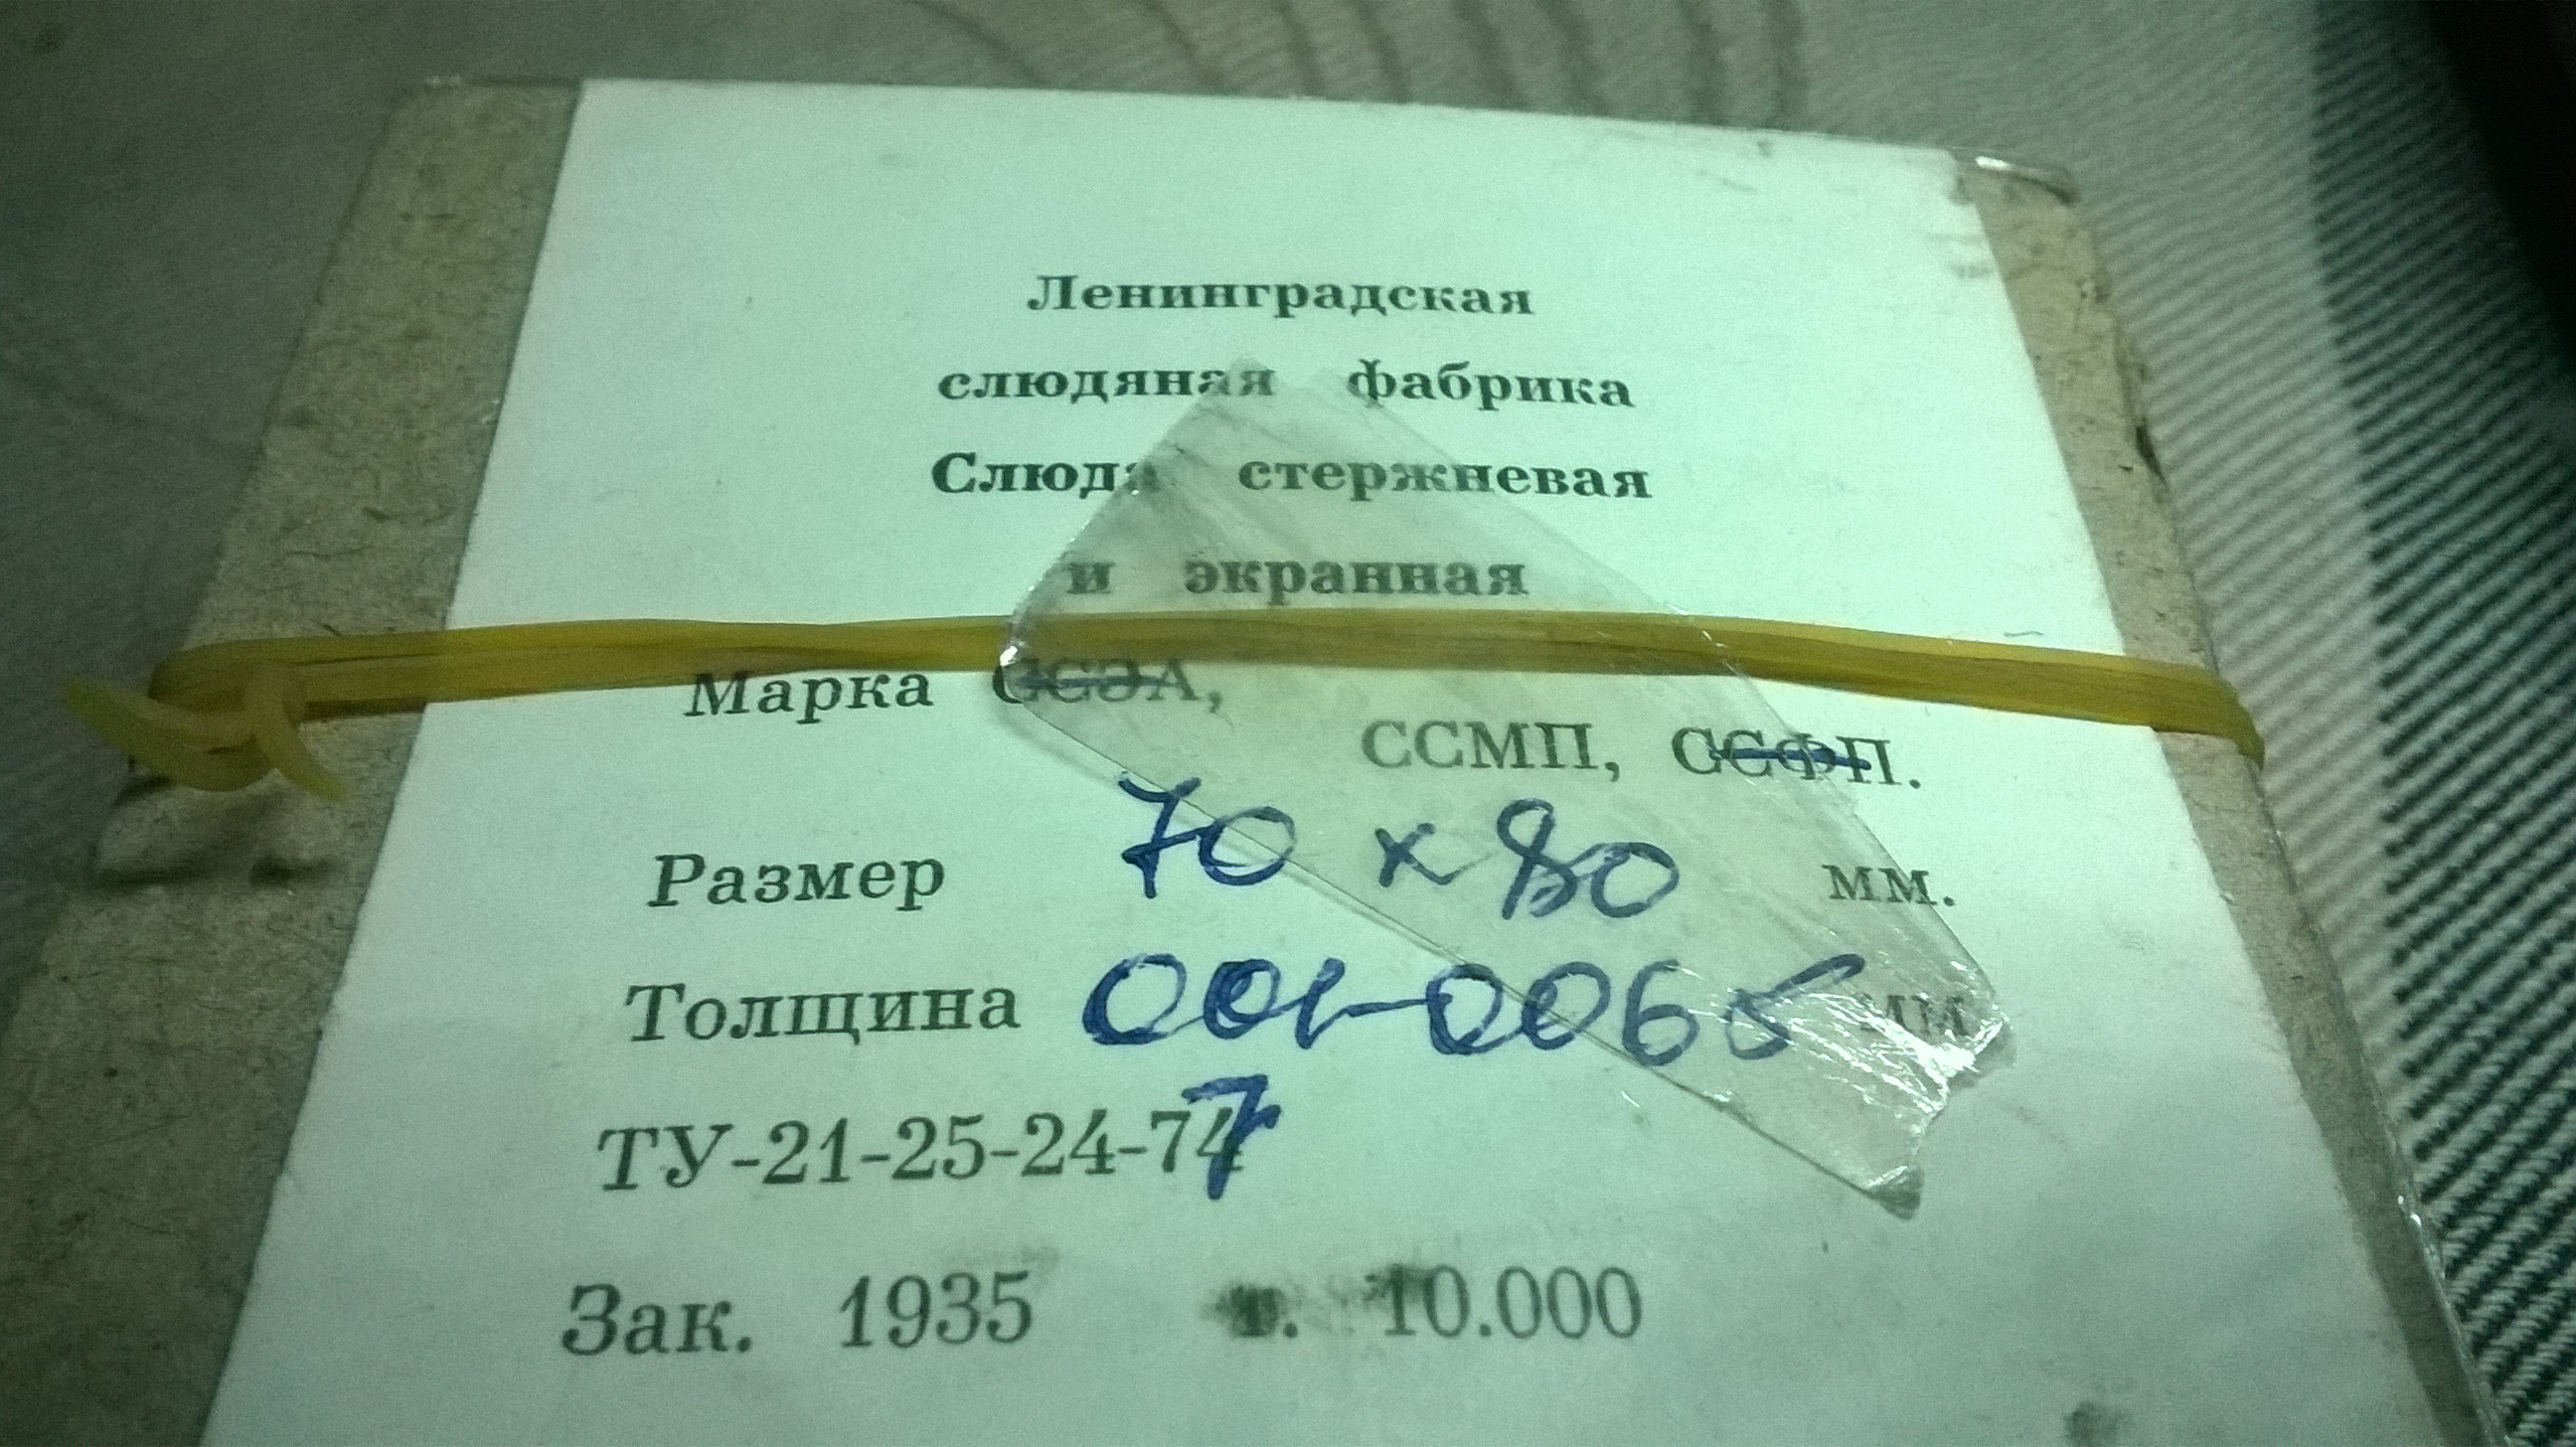 Ленинградская
слюдяная фабрика
Слюда стержневая
и экранная
Марка ССЭА,
ССМП, ССФП.
Размер 70 х 80 мм.
Толщина 001-0065 мм
ТУ-21-25-24-77
Зак. 1935 т. 10.000